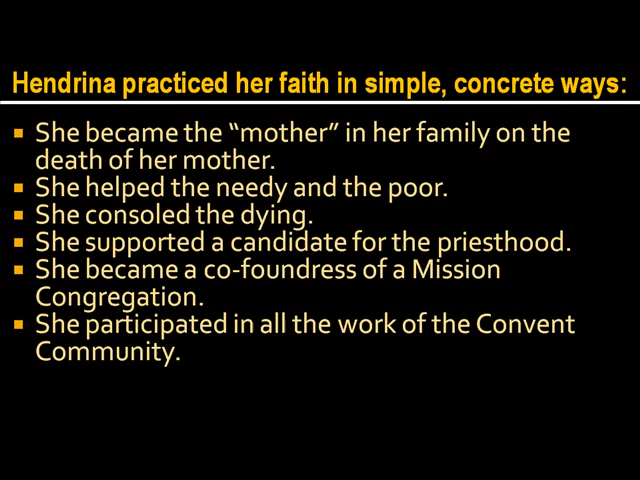 Hendrina practiced her faith in simple, concrete ways:
▪ She became the “mother” in her family on the
death of her mother.
▪ She helped the needy and the poor.
▪ She consoled the dying.
▪ She supported a candidate for the priesthood.
▪ She became a co-foundress of a Mission
Congregation.
▪ She participated in all the work of the Convent
Community.